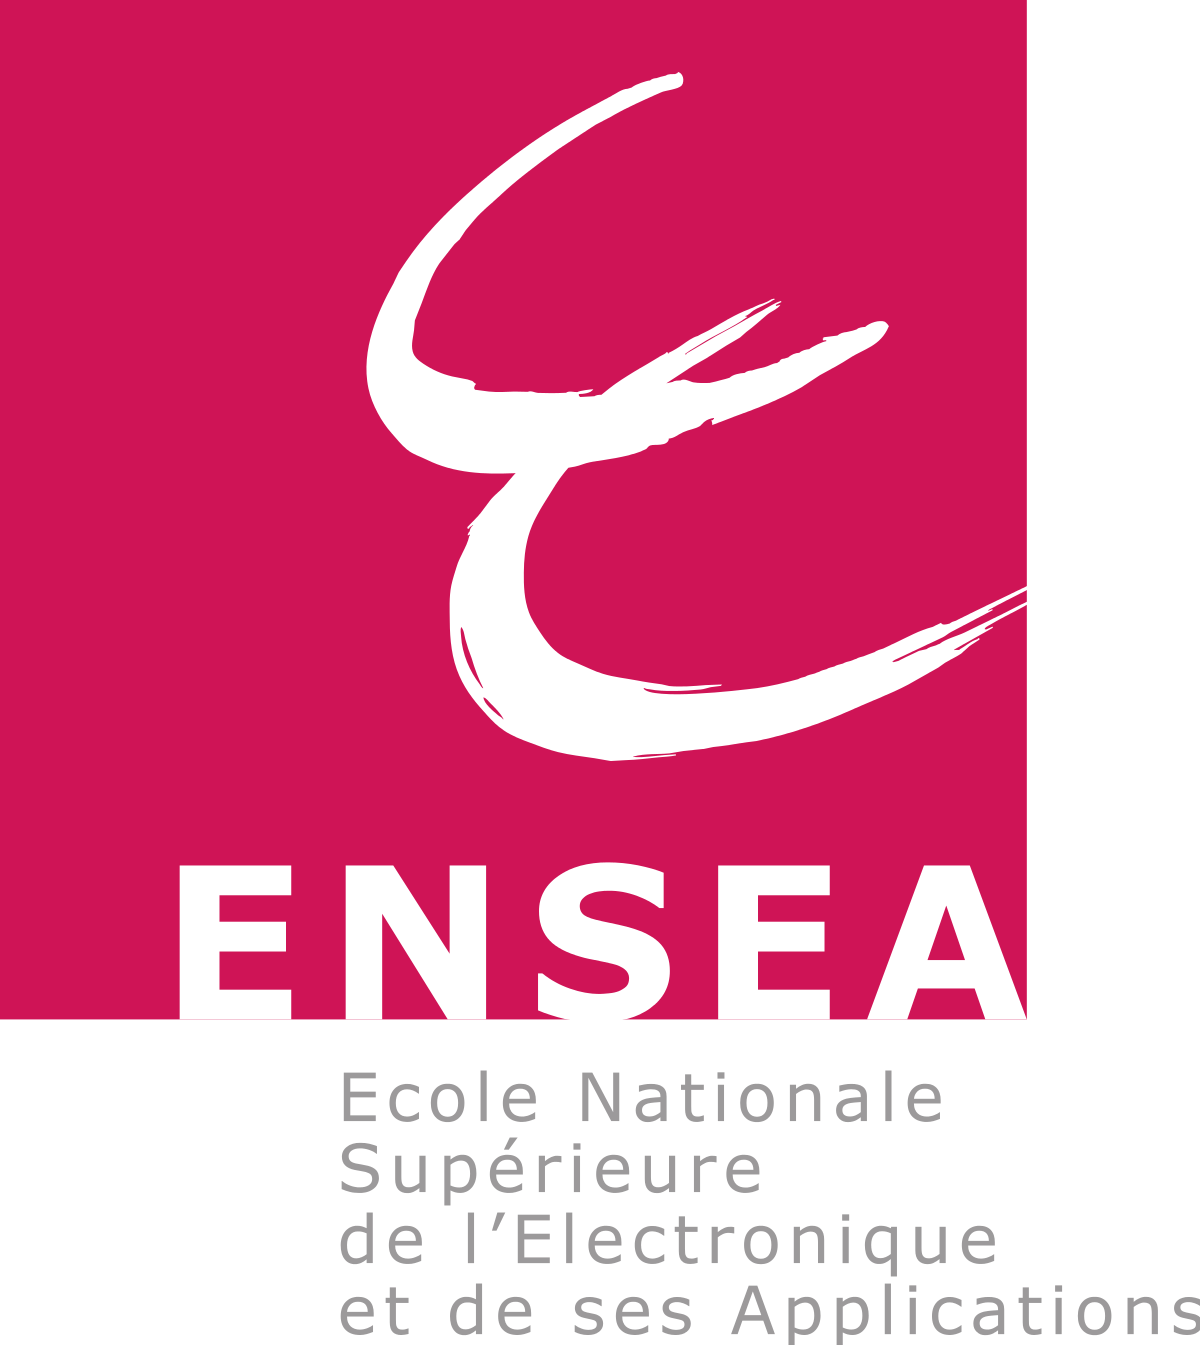 ENSEA
Ecole Nationale
Supérieure
de l’Electronique
et de ses Applications